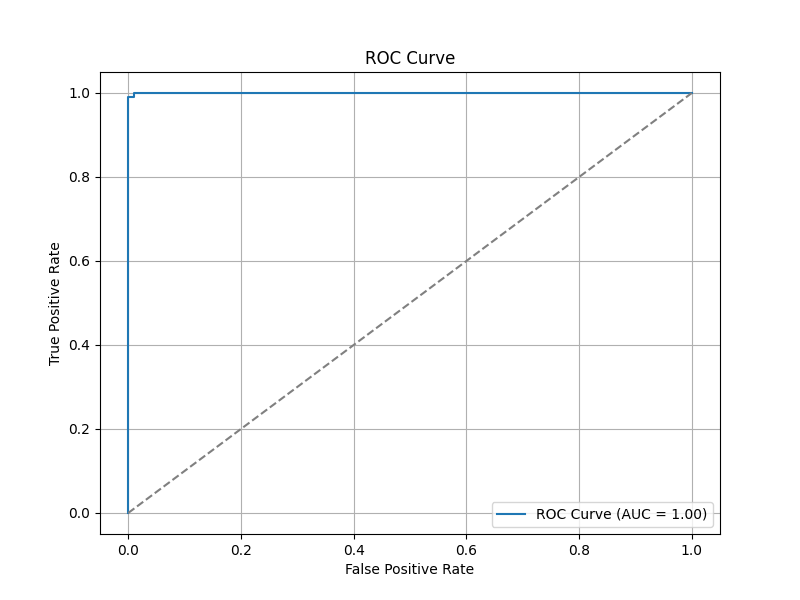 ROC Curve
True Positive Rate
1.0
0.8
0.6
0.4
0.2
0.0
ROC Curve (AUC = 1.00)
0.0 0.2 0.4 0.6 0.8 1.0
False Positive Rate